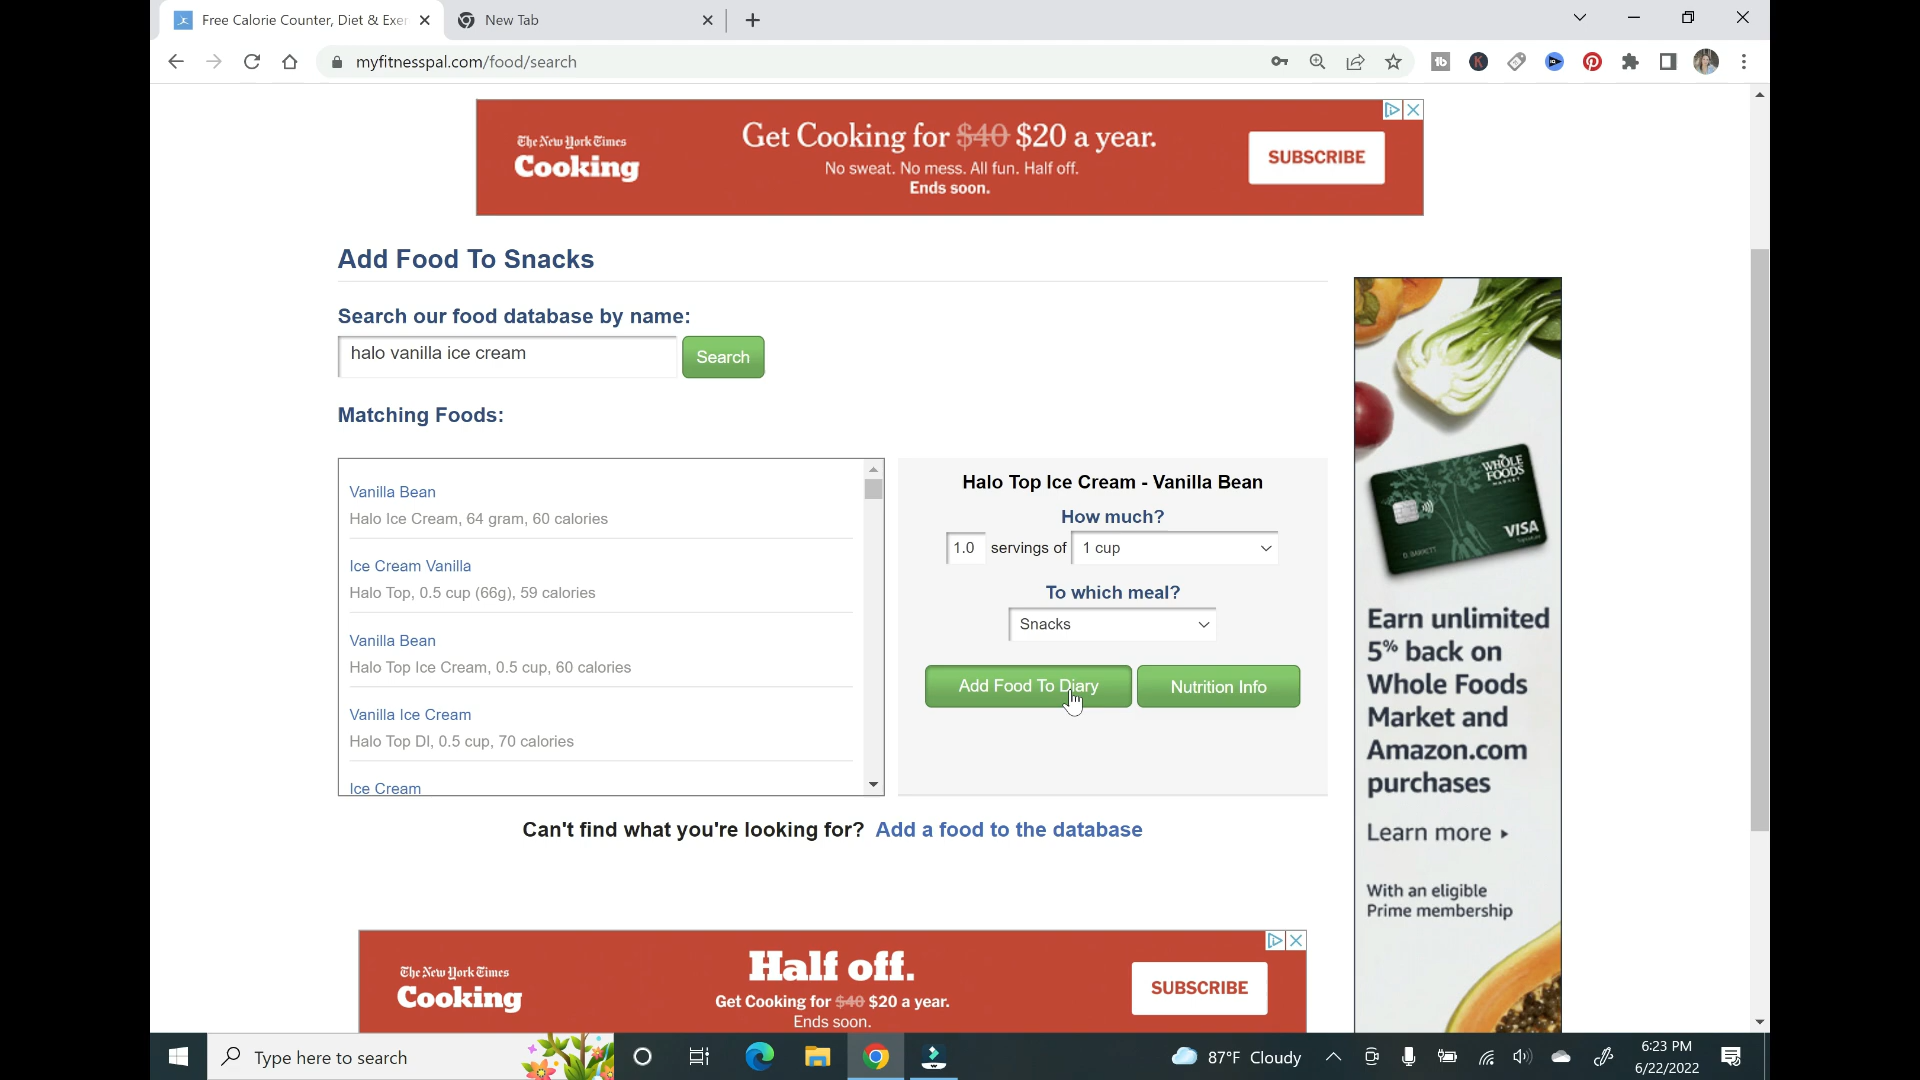 Free Calorie Counter, Diet & Exer
New Tab
myfitnesspal.com/food/search
The New York Times
Cooking
Get Cooking for $40 $20 a year.
No sweat. No mess. All fun. Half off.
Ends soon.
SUBSCRIBE
Add Food To Snacks
Search our food database by name:
halo vanilla ice cream
Search
Matching Foods:
Vanilla Bean
Halo Ice Cream, 64 gram, 60 calories
Ice Cream Vanilla
Halo Top, 0.5 cup (66g), 59 calories
Vanilla Bean
Halo Top Ice Cream, 0.5 cup, 60 calories
Vanilla Ice Cream
Halo Top DI, 0.5 cup, 70 calories
Ice Cream
Halo Top Ice Cream - Vanilla Bean
How much?
1.0 servings of 1 cup
To which meal?
Snacks
Add Food To Diary
Nutrition Info
Can't find what you're looking for? Add a food to the database
WHOLE
FOODS
MARKET
VISA
D. BARRETT
Earn unlimited
5% back on
Whole Foods
Market and
Amazon.com
purchases
Learn more
With an eligible
Prime membership
The New York Times
Cooking
Half off.
Get Cooking for $40 $20 a year.
Ends soon.
SUBSCRIBE
Type here to search
87°F Cloudy
6:23 PM
6/22/2022